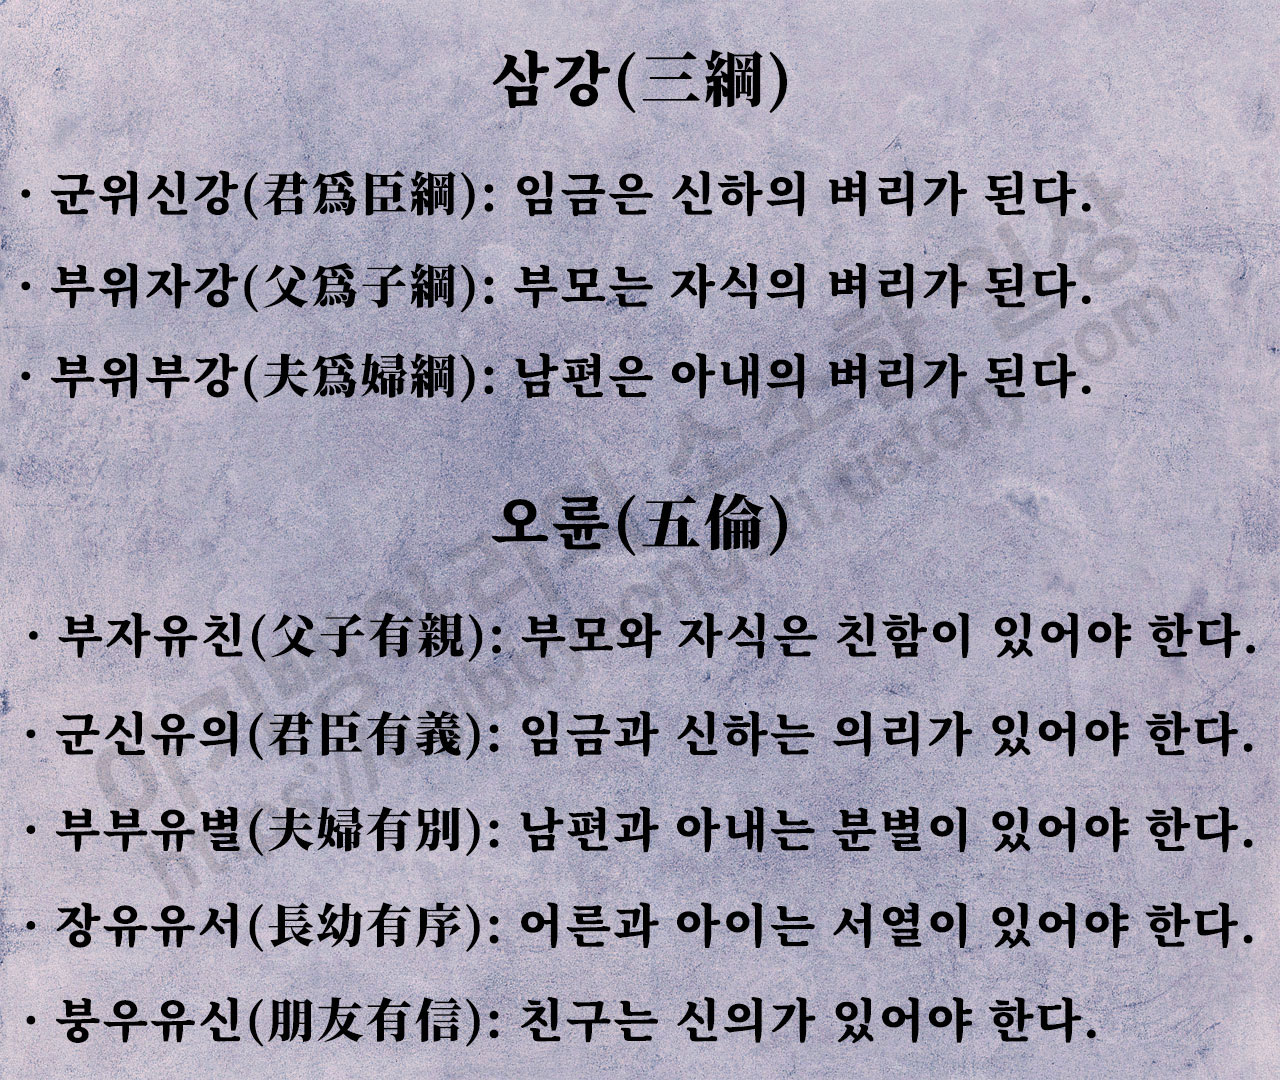 삼강(三綱)
· 군위신강(君爲臣綱): 임금은 신하의 벼리가 된다.
· 부위자강(父爲子綱): 부모는 자식의 벼리가 된다.
· 부위부강(夫爲婦綱): 남편은 아내의 벼리가 된다.
오륜(五倫)
· 부자유친(父子有親): 부모와 자식은 친함이 있어야 한다.
· 군신유의(君臣有義): 임금과 신하는 의리가 있어야 한다.
· 부부유별(夫婦有別): 남편과 아내는 분별이 있어야 한다.
· 장유유서(長幼有序): 어른과 아이는 서열이 있어야 한다.
· 붕우유신(朋友有信): 친구는 신의가 있어야 한다.